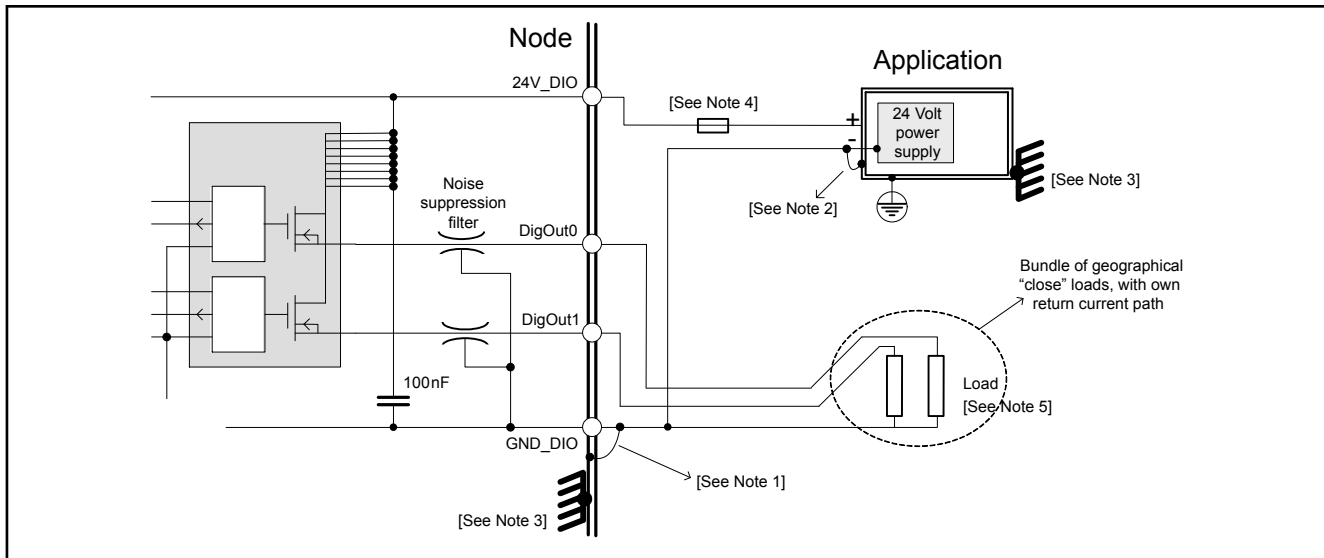 Node
Application
24V_DIO
[See Note 4]
+
-
24 Volt
power
supply
[See Note 2]
[See Note 3]
Noise
suppression
filter
DigOut0
Bundle of geographical
"close" loads, with own
return current path
DigOut1
100nF
Load
[See Note 5]
GND_DIO
[See Note 1]
[See Note 3]